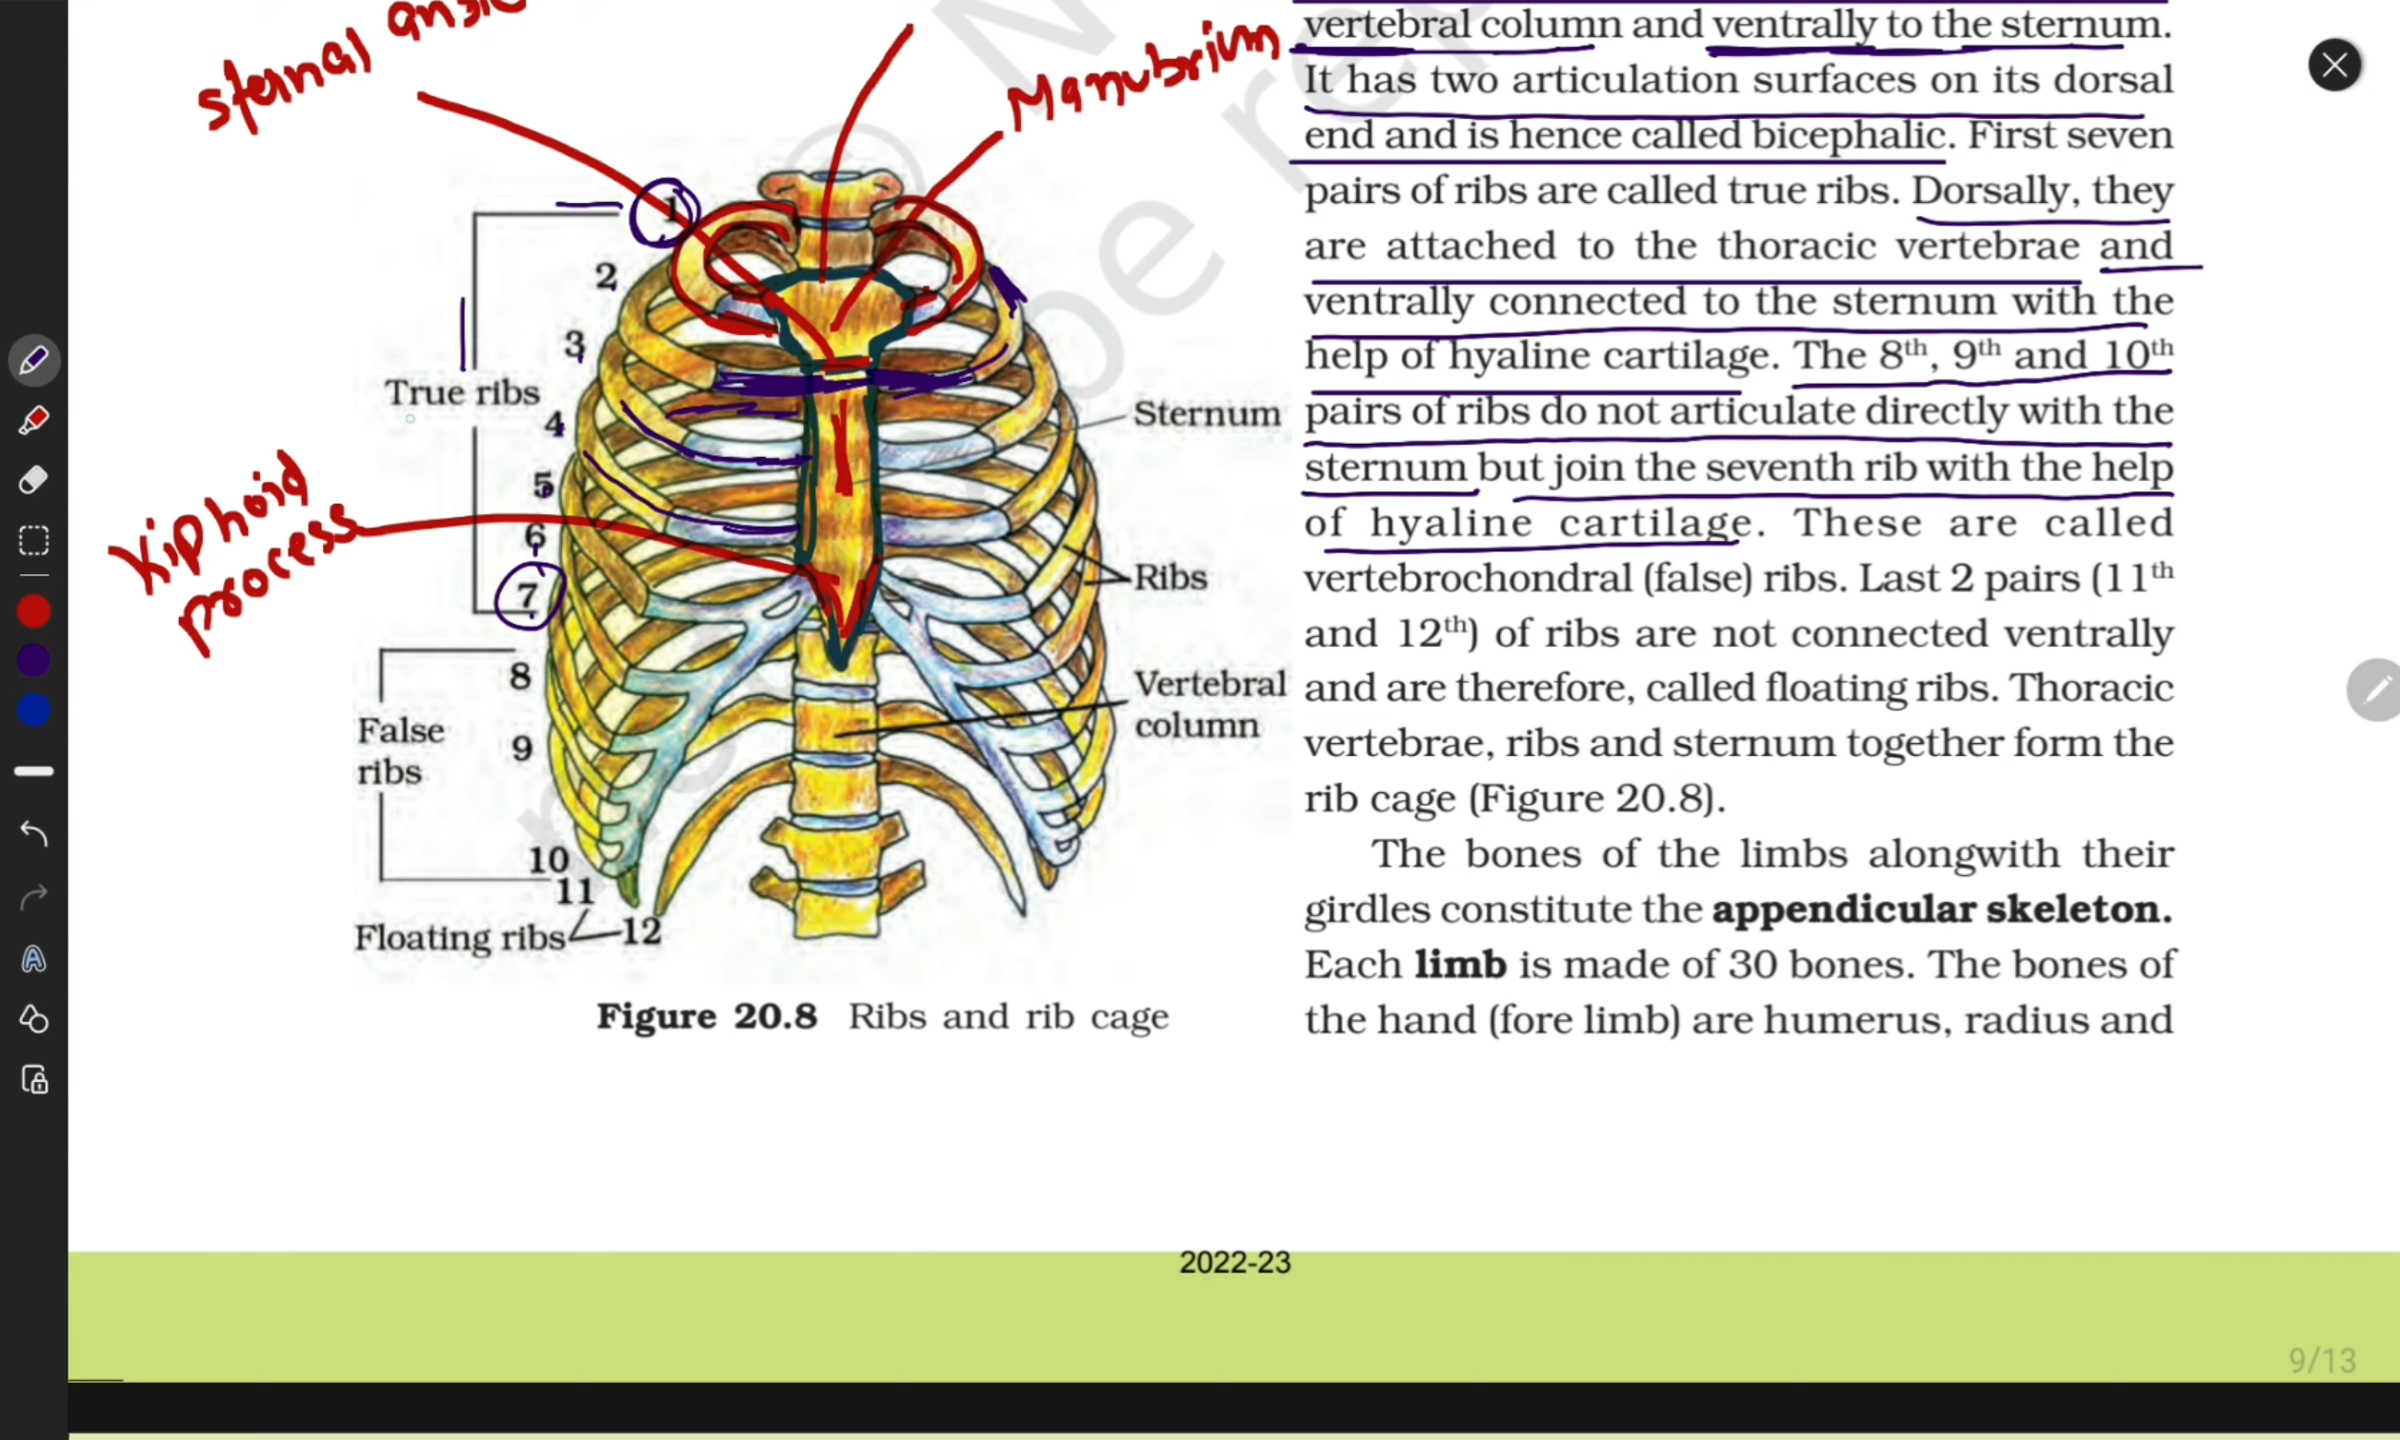 sternal angle
Manubrium
1
2
3
True ribs
4
5
6
7
Xiphoid
process
8
False
ribs
9
10
11
Floating ribs 12
Sternum
Ribs
Vertebral
column
Figure 20.8 Ribs and rib cage
vertebral column and ventrally to the sternum.
It has two articulation surfaces on its dorsal
end and is hence called bicephalic. First seven
pairs of ribs are called true ribs. Dorsally, they
are attached to the thoracic vertebrae and
ventrally connected to the sternum with the
help of hyaline cartilage. The 8th, 9th and 10th
pairs of ribs do not articulate directly with the
sternum but join the seventh rib with the help
of hyaline cartilage. These are called
vertebrochondral (false) ribs. Last 2 pairs (11th
and 12th) of ribs are not connected ventrally
and are therefore, called floating ribs. Thoracic
vertebrae, ribs and sternum together form the
rib cage (Figure 20.8).
The bones of the limbs alongwith their
girdles constitute the appendicular skeleton.
Each limb is made of 30 bones. The bones of
the hand (fore limb) are humerus, radius and
2022-23
9/13